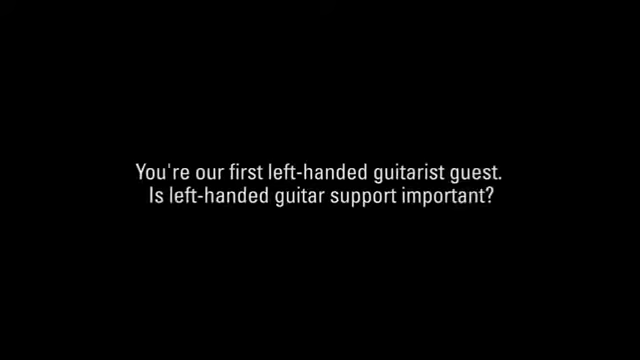 You're our first left-handed guitarist guest.
Is left-handed guitar support important?